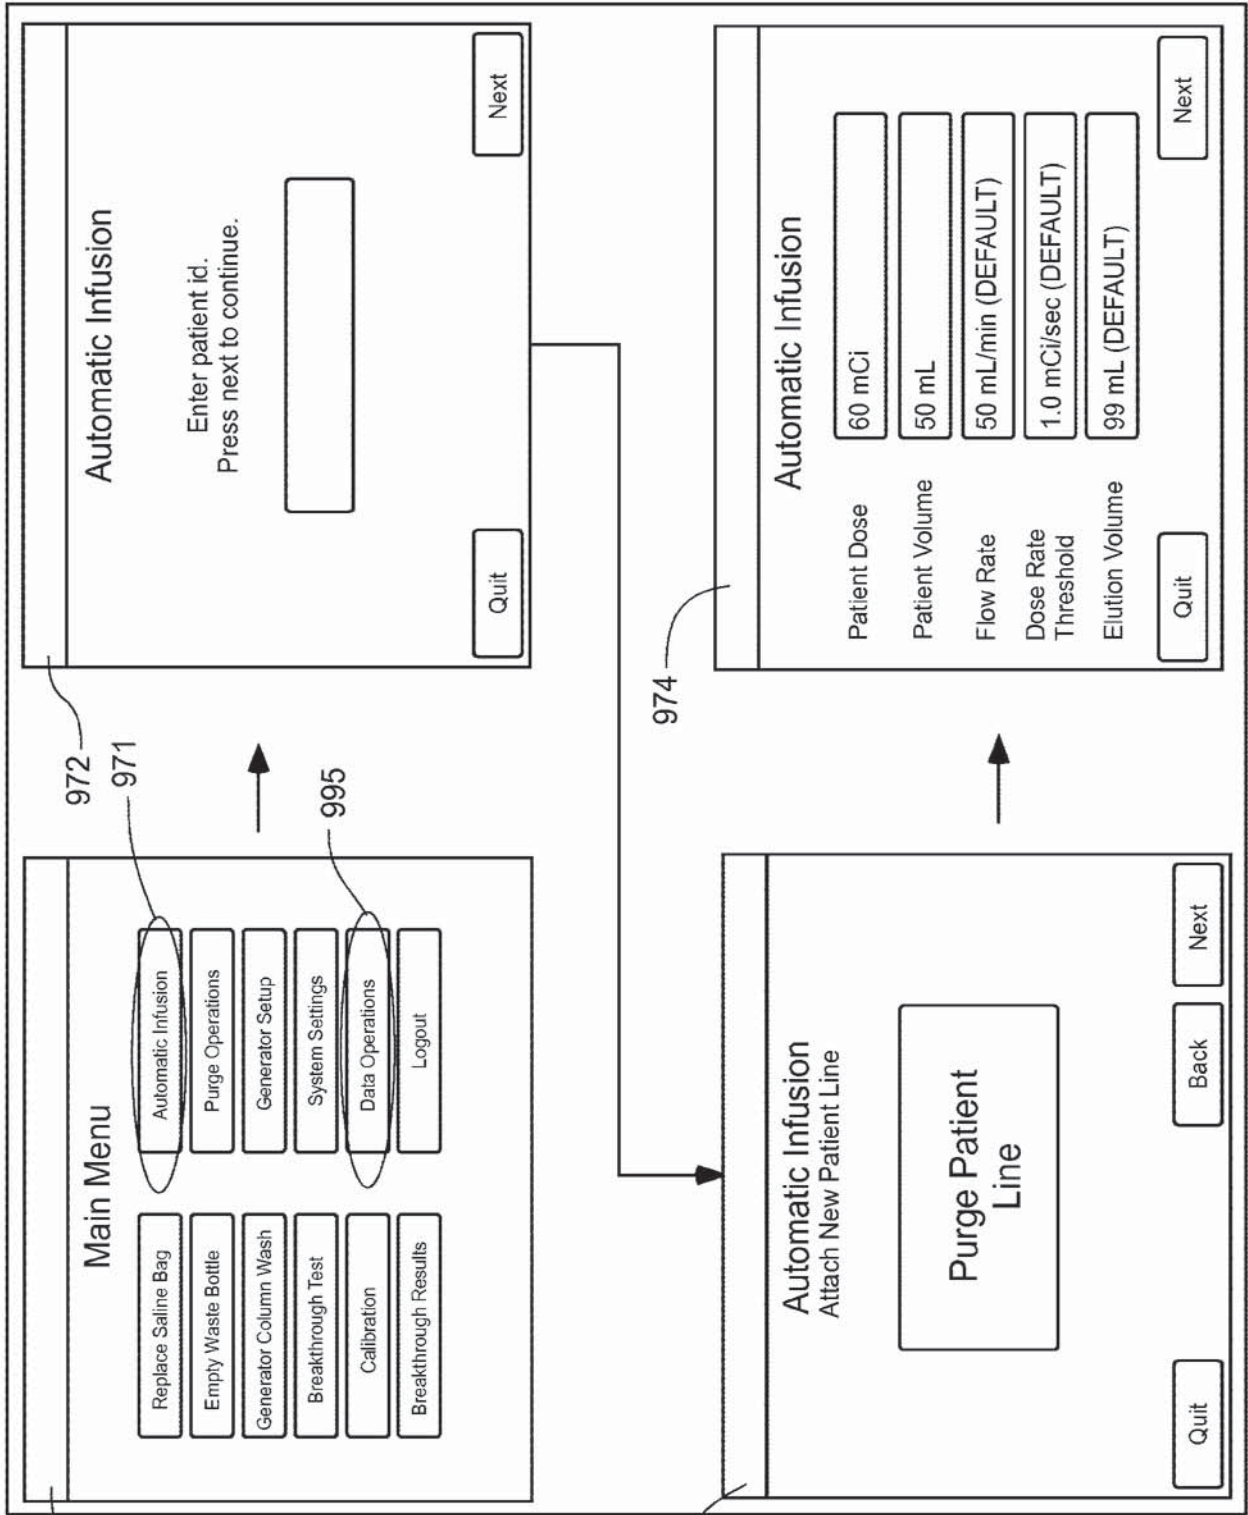 Main Menu
Replace Saline Bag
Automatic Infusion
Empty Waste Bottle
Purge Operations
Generator Column Wash
Generator Setup
Breakthrough Test
System Settings
Calibration
Data Operations
Breakthrough Results
Logout
971
995
972
Automatic Infusion
Enter patient id.
Press next to continue.
Quit
Next
Automatic Infusion
Attach New Patient Line
Purge Patient
Line
Quit
Back
Next
974
Automatic Infusion
Patient Dose
60 mCi
Patient Volume
50 mL
Flow Rate
50 mL/min (DEFAULT)
Dose Rate
Threshold
1.0 mCi/sec (DEFAULT)
Elution Volume
99 mL (DEFAULT)
Quit
Next